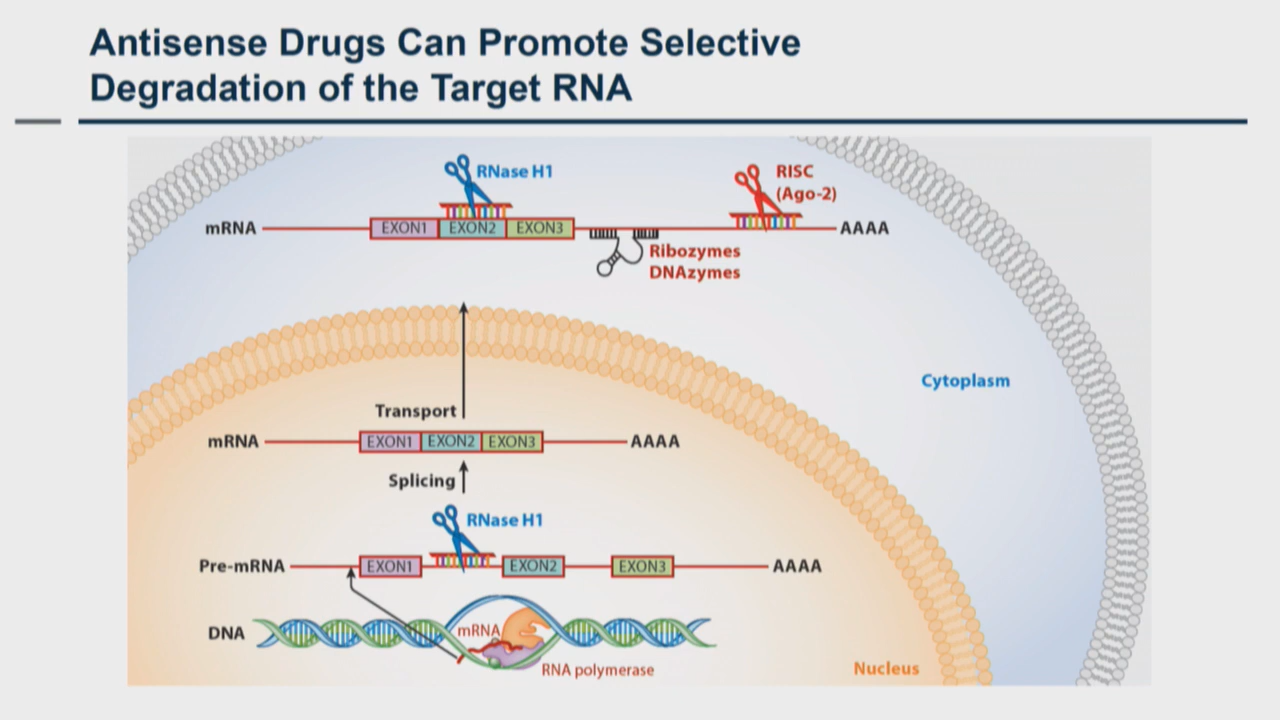 Antisense Drugs Can Promote Selective
Degradation of the Target RNA
RNase H1
RISC
(Ago-2)
mRNA EXON1 EXON2 EXON3 AAAA
Ribozymes
DNAzymes
Cytoplasm
Transport
mRNA EXON1 EXON2 EXON3 AAAA
Splicing
RNase H1
Pre-mRNA EXON1 EXON2 EXON3 AAAA
DNA mRNA
RNA polymerase
Nucleus